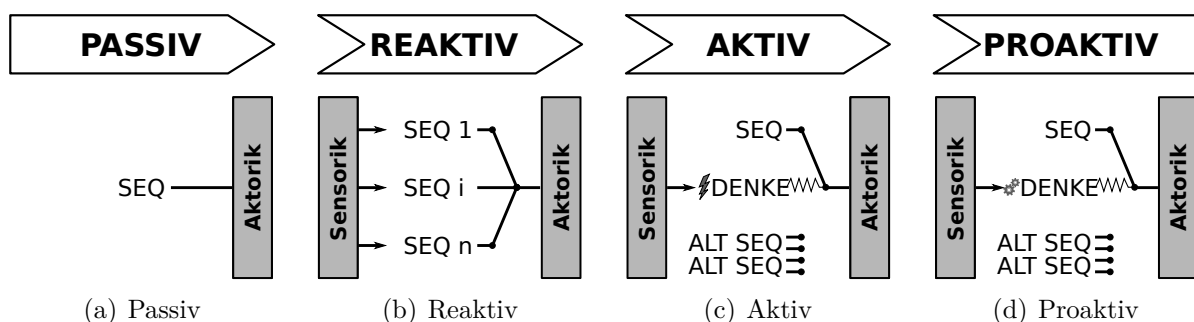 PASSIV
REAKTIV
AKTIV
PROAKTIV
SEQ
Aktorik
Sensorik
SEQ 1
SEQ i
SEQ n
Aktorik
Sensorik
SEQ
DENKE
ALT SEQ
ALT SEQ
Aktorik
Sensorik
SEQ
DENKE
ALT SEQ
ALT SEQ
Aktorik
(a) Passiv
(b) Reaktiv
(c) Aktiv
(d) Proaktiv